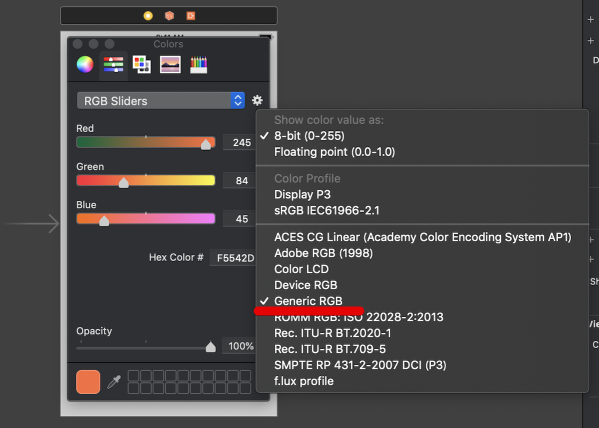 Colors
RGB Sliders
Red
245
Green
84
Blue
45
Hex Color #
F5542D
Opacity
100%
Show color value as:
✓ 8-bit (0-255)
Floating point (0.0-1.0)
Color Profile
Display P3
sRGB IEC61966-2.1
ACES CG Linear (Academy Color Encoding System AP1)
Adobe RGB (1998)
Color LCD
Device RGB
✓ Generic RGB
ROMM RGB: ISO 22028-2:2013
Rec. ITU-R BT.2020-1
Rec. ITU-R BT.709-5
SMPTE RP 431-2-2007 DCI (P3)
f.lux profile
D
Sh
C